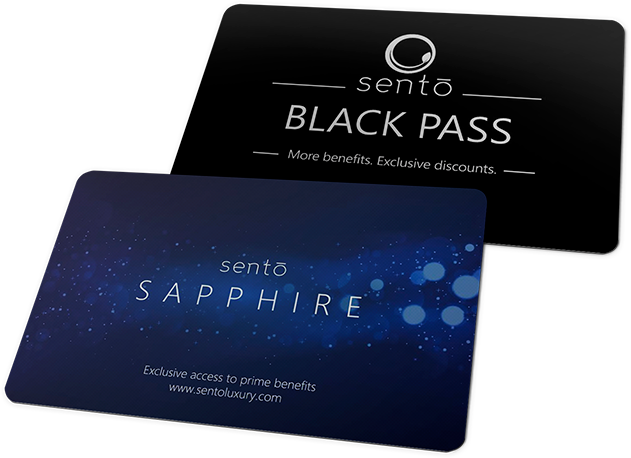 sentō
BLACK PASS
More benefits. Exclusive discounts.
sentō
SAPPHIRE
Exclusive access to prime benefits
www.sentoluxury.com